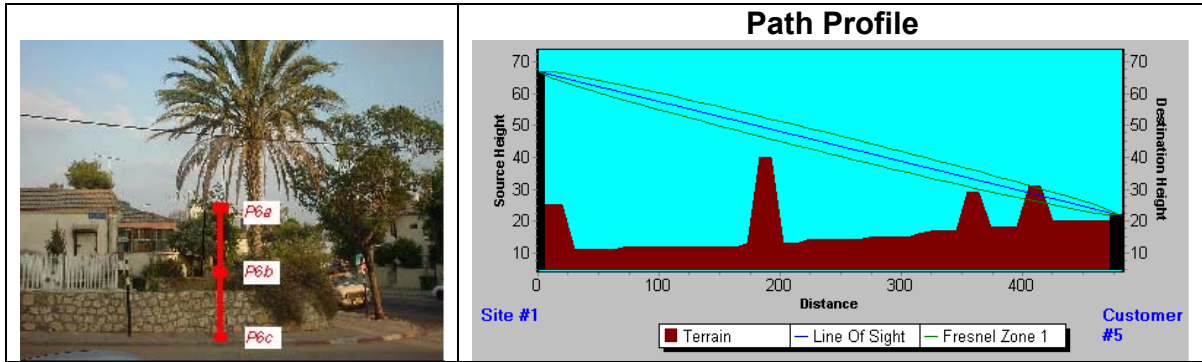 P6a
P6b
P6c
Path Profile
70
60
50
40
30
20
10
Source Height
70
60
50
40
30
20
10
Destination Height
0
100
200
300
400
Distance
Site #1
Customer
#5
Terrain
Line Of Sight
Fresnel Zone 1